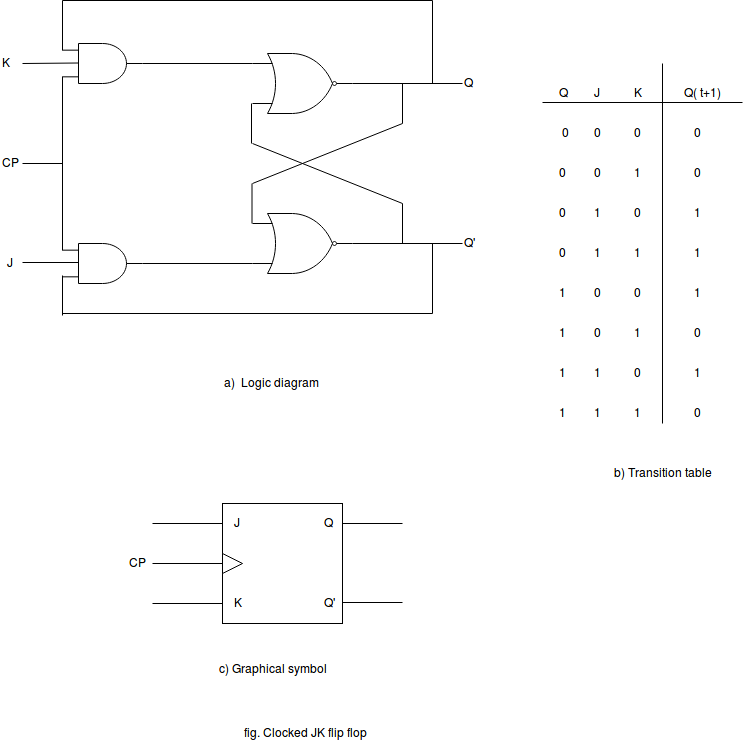 K
CP
J
Q
Q'
a) Logic diagram
Q J K Q( t+1)
0 0 0 0
0 0 1 0
0 1 0 1
0 1 1 1
1 0 0 1
1 0 1 0
1 1 0 1
1 1 1 0
b) Transition table
J Q
CP
K Q'
c) Graphical symbol
fig. Clocked JK flip flop